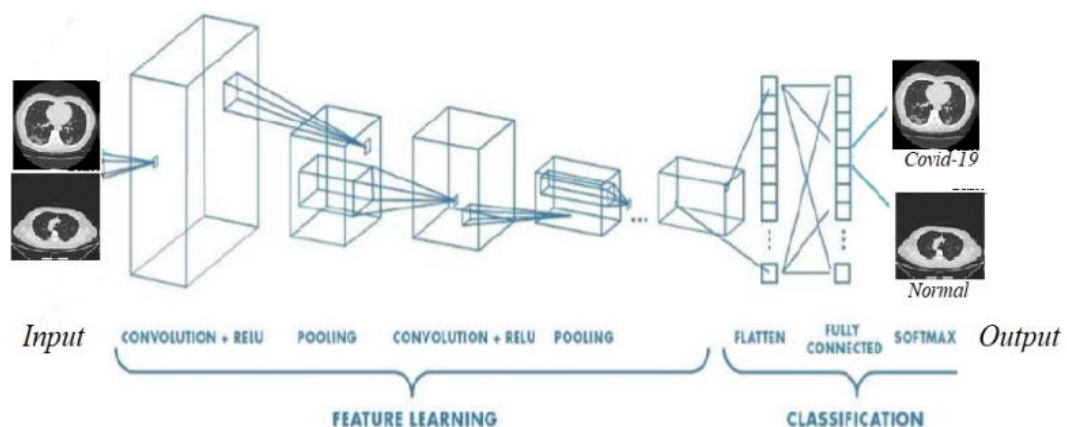 Covid-19
Normal
Input CONVOLUTION + RELU POOLING CONVOLUTION + RELU POOLING FLATTEN FULLY CONNECTED SOFTMAX Output
FEATURE LEARNING CLASSIFICATION